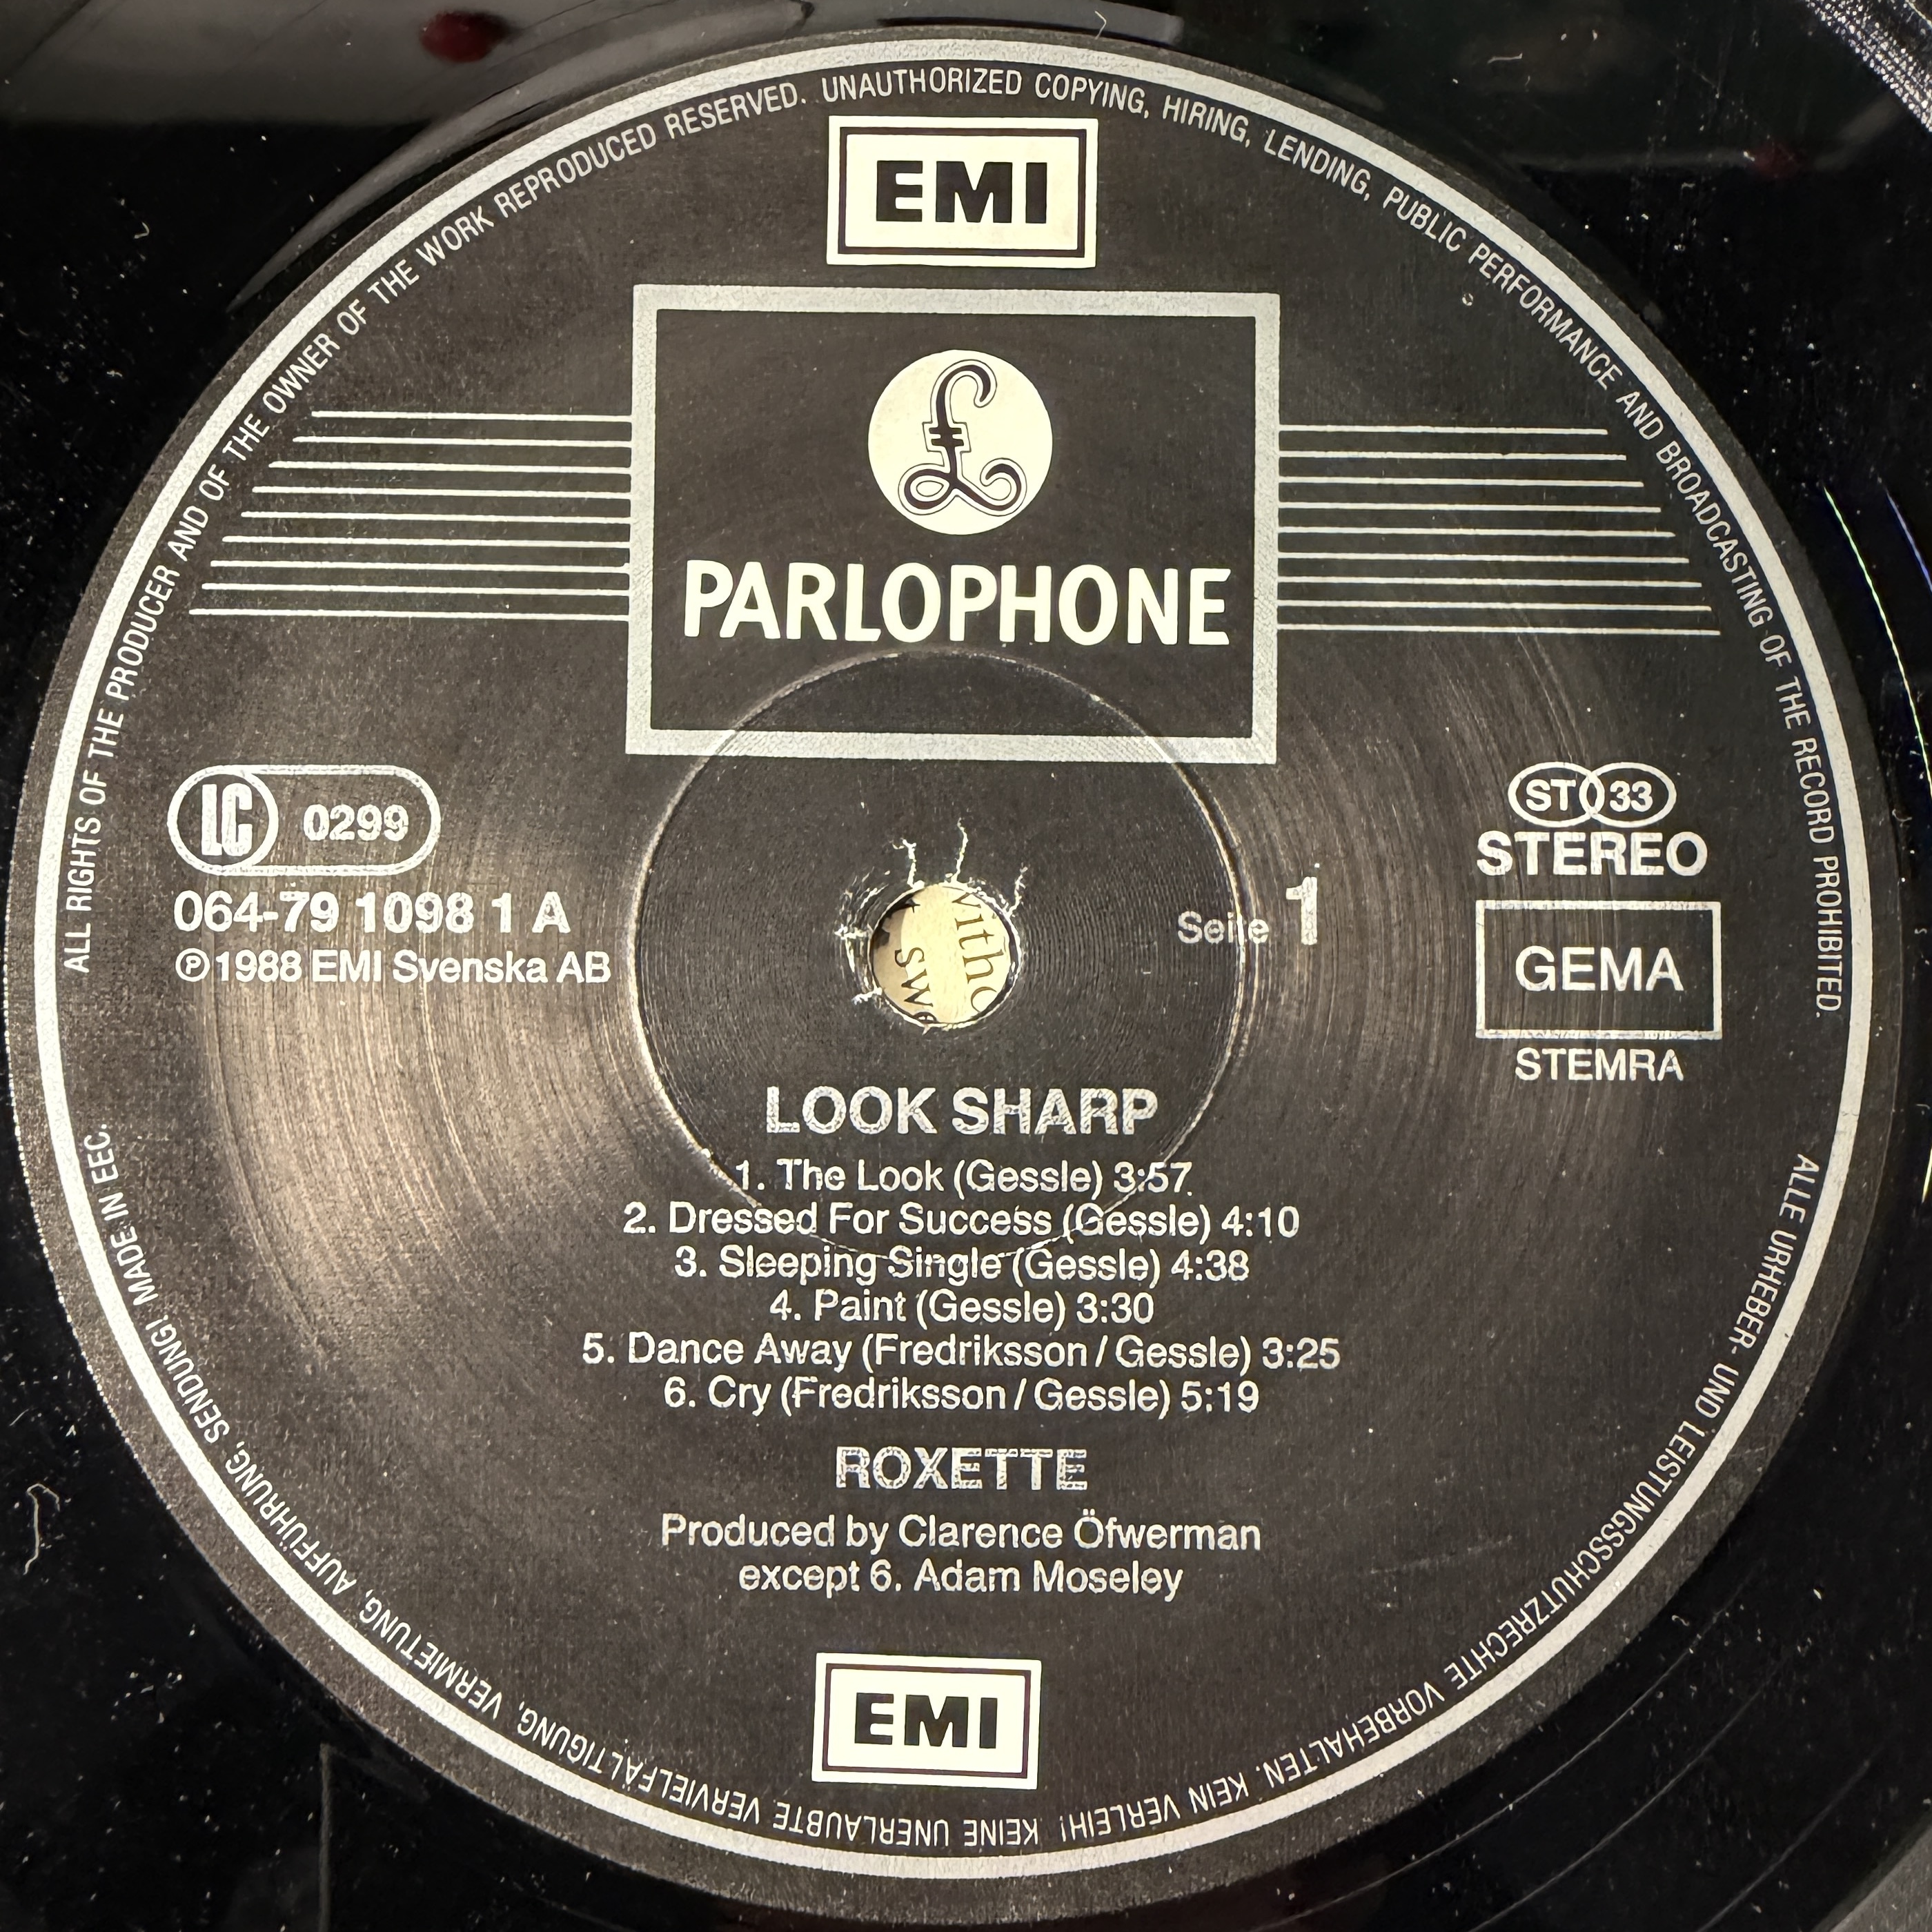 ALL RIGHTS OF THE PRODUCER AND OF THE OWNER OF THE WORK REPRODUCED RESERVED. UNAUTHORIZED COPYING, HIRING, LENDING, PUBLIC PERFORMANCE AND BROADCASTING OF THE RECORD PROHIBITED.
EMI
£
PARLOPHONE
LC 0299
064-79 1098 1 A
℗1988 EMI Svenska AB
Seite 1
ST 33
STEREO
GEMA
STEMRA
LOOK SHARP
1. The Look (Gessle) 3:57
2. Dressed For Success (Gessle) 4:10
3. Sleeping Single (Gessle) 4:38
4. Paint (Gessle) 3:30
5. Dance Away (Fredriksson / Gessle) 3:25
6. Cry (Fredriksson / Gessle) 5:19
ROXETTE
Produced by Clarence Öfwerman
except 6. Adam Moseley
EMI
ALLE URHEBER- UND LEISTUNGSSCHUTZRECHTE VORBEHALTEN. KEIN VERLEIH! KEINE UNERLAUBTE VERVIELFÄLTIGUNG, VERMIETUNG, AUFFÜHRUNG, SENDUNG! MADE IN EEC.